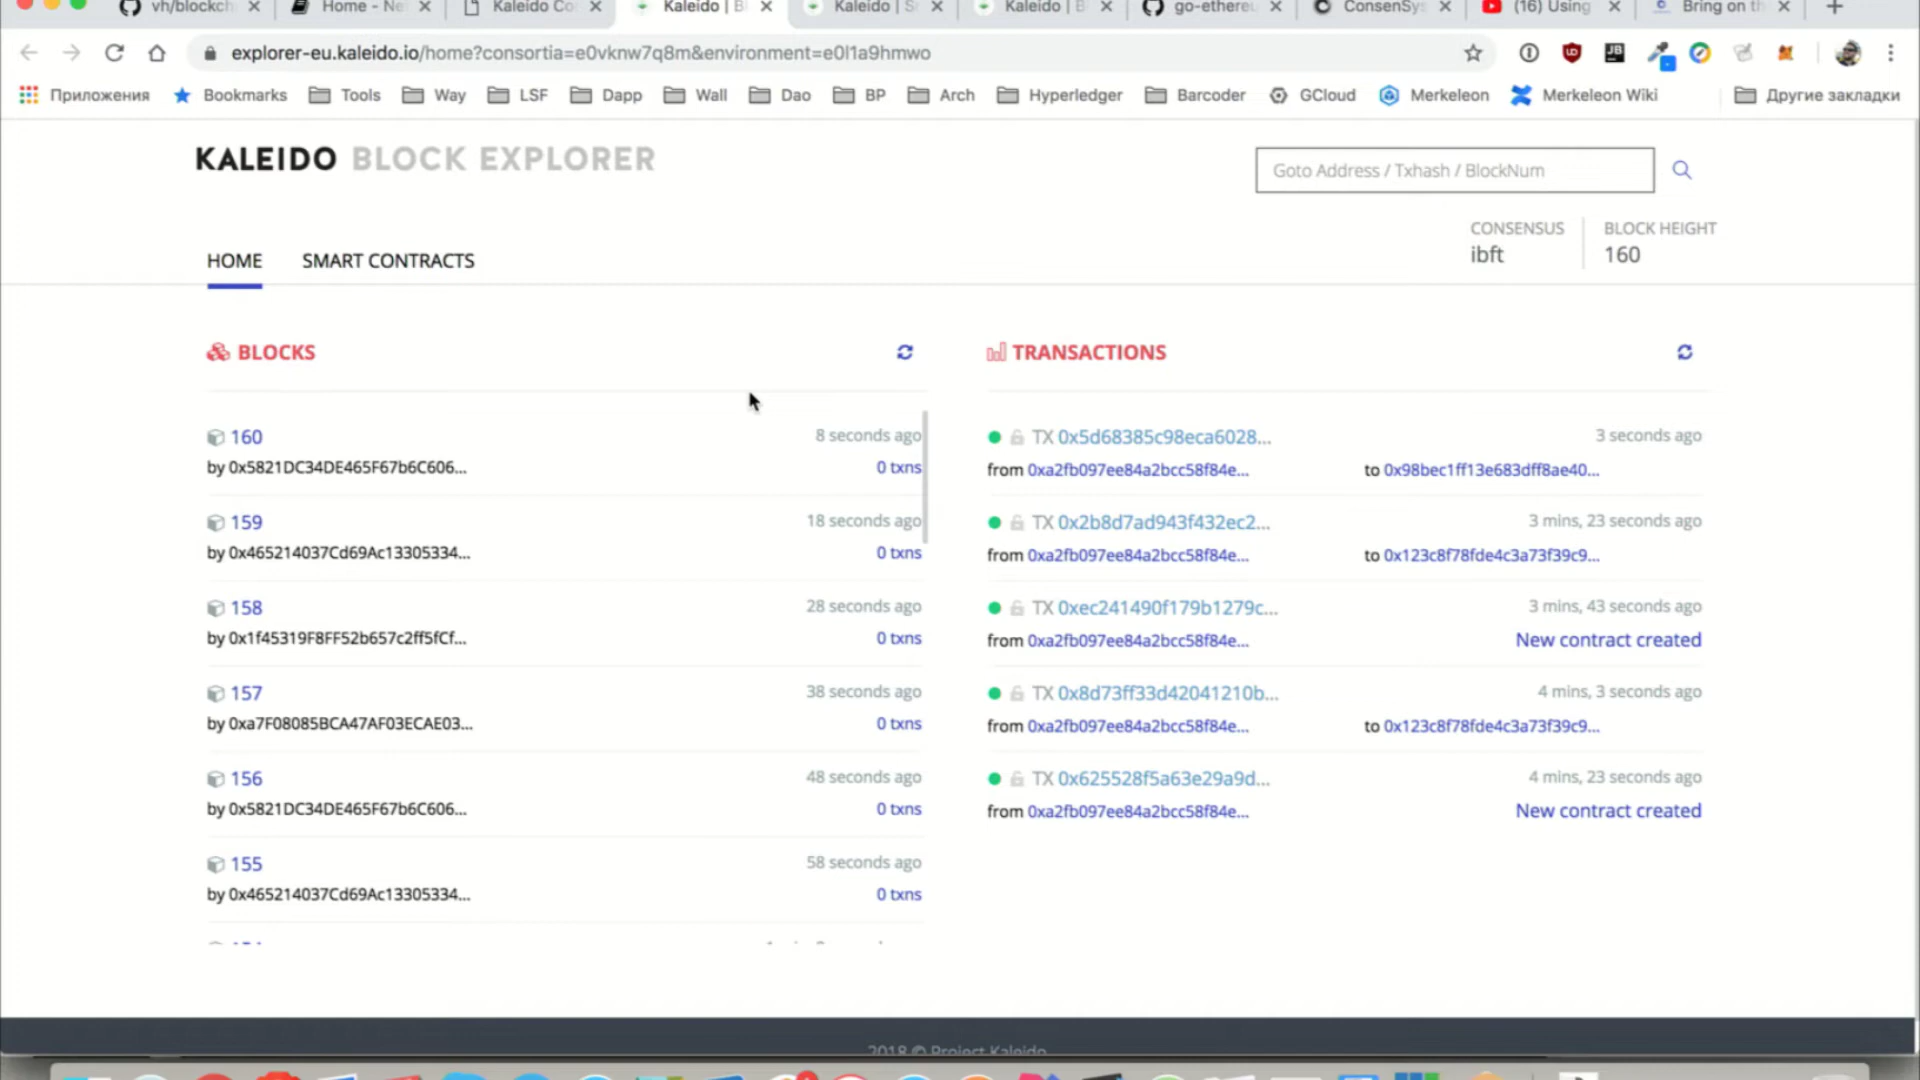 vh/blockch
Home - Ne
Kaleido Co
Kaleido | B
Kaleido | S
Kaleido | B
go-ethereu
ConsenSys
(16) Using
Bring on th
explorer-eu.kaleido.io/home?consortia=e0vknw7q8m&environment=e0l1a9hmwo
Приложения Bookmarks Tools Way LSF Dapp Wall Dao BP Arch Hyperledger Barcoder GCloud Merkeleon Merkeleon Wiki Другие закладки
KALEIDO BLOCK EXPLORER
Goto Address / Txhash / BlockNum
CONSENSUS
ibft
BLOCK HEIGHT
160
HOME SMART CONTRACTS
BLOCKS
160 8 seconds ago
by 0x5821DC34DE465F67b6C606... 0 txns
159 18 seconds ago
by 0x465214037Cd69Ac13305334... 0 txns
158 28 seconds ago
by 0x1f45319F8FF52b657c2ff5fCf... 0 txns
157 38 seconds ago
by 0xa7F08085BCA47AF03ECAE03... 0 txns
156 48 seconds ago
by 0x5821DC34DE465F67b6C606... 0 txns
155 58 seconds ago
by 0x465214037Cd69Ac13305334... 0 txns
TRANSACTIONS
TX 0x5d68385c98eca6028... 3 seconds ago
from 0xa2fb097ee84a2bcc58f84e... to 0x98bec1ff13e683dff8ae40...
TX 0x2b8d7ad943f432ec2... 3 mins, 23 seconds ago
from 0xa2fb097ee84a2bcc58f84e... to 0x123c8f78fde4c3a73f39c9...
TX 0xec241490f179b1279c... 3 mins, 43 seconds ago
from 0xa2fb097ee84a2bcc58f84e... New contract created
TX 0x8d73ff33d42041210b... 4 mins, 3 seconds ago
from 0xa2fb097ee84a2bcc58f84e... to 0x123c8f78fde4c3a73f39c9...
TX 0x625528f5a63e29a9d... 4 mins, 23 seconds ago
from 0xa2fb097ee84a2bcc58f84e... New contract created
2018 © Project Kaleido